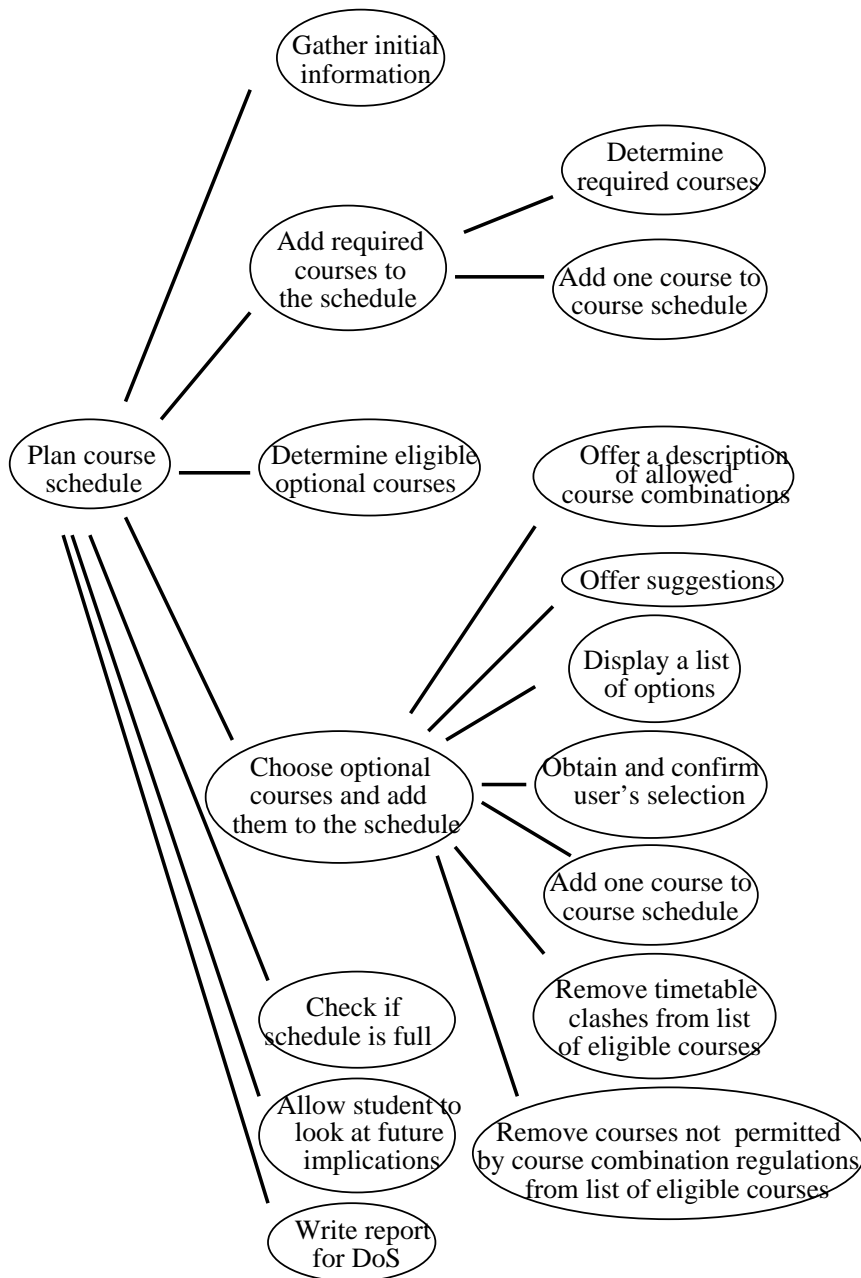 Gather initial
information
Determine
required courses
Add required
courses to
the schedule
Add one course to
course schedule
Plan course
schedule
Determine eligible
optional courses
Offer a description
of allowed
course combinations
Offer suggestions
Display a list
of options
Choose optional
courses and add
them to the schedule
Obtain and confirm
user's selection
Add one course to
course schedule
Remove timetable
clashes from list
of eligible courses
Check if
schedule is full
Allow student to
look at future
implications
Remove courses not permitted
by course combination regulations
from list of eligible courses
Write report
for DoS